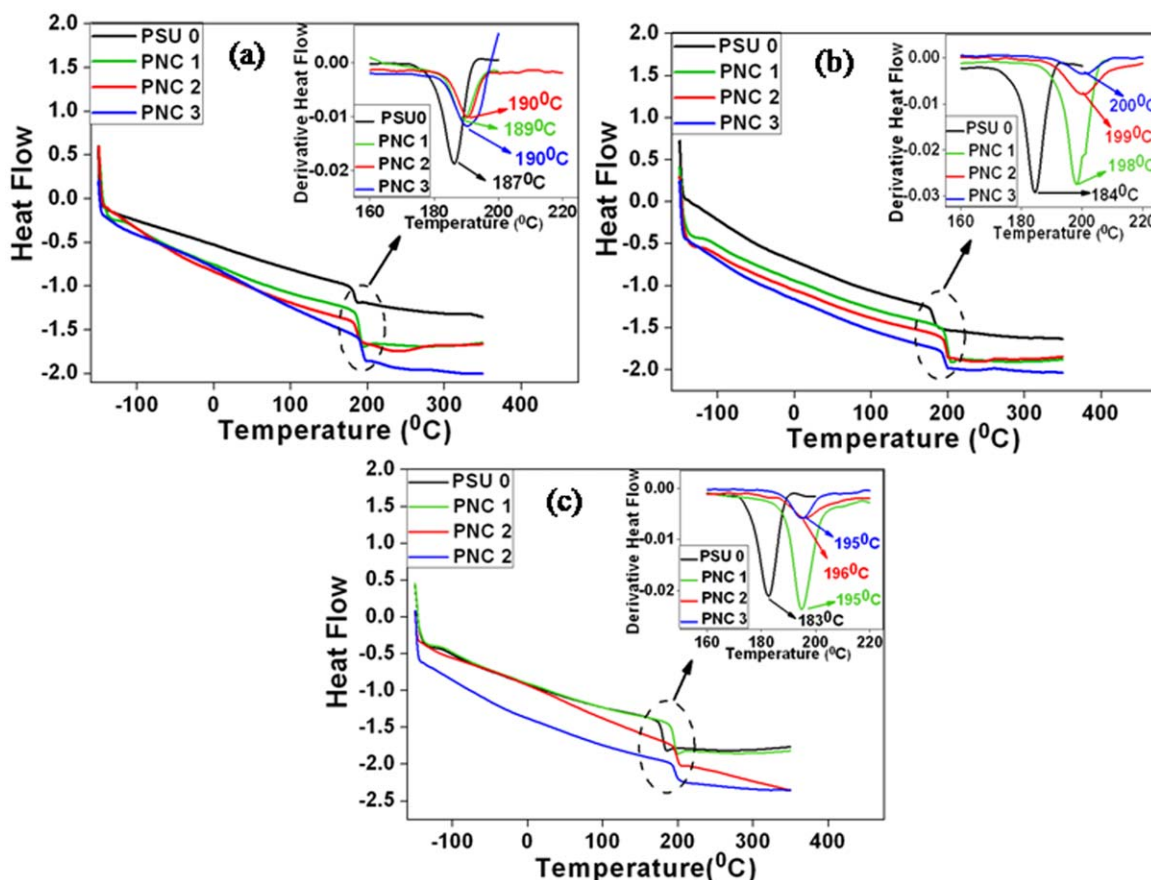 (a)
PSU 0
PNC 1
PNC 2
PNC 3
2.0
1.5
1.0
0.5
0.0
-0.5
-1.0
-1.5
-2.0
Heat Flow
-100 0 100 200 300 400
Temperature (⁰C)
Derivative Heat Flow
0.00
-0.01
-0.02
PSU0
PNC 1
PNC 2
PNC 3
190⁰C
189⁰C
190⁰C
187⁰C
160 180 200 220
Temperature (⁰C)
(b)
PSU 0
PNC 1
PNC 2
PNC 3
2.0
1.5
1.0
0.5
0.0
-0.5
-1.0
-1.5
-2.0
Heat Flow
-100 0 100 200 300 400
Temperature (⁰C)
Derivative Heat Flow
0.00
-0.01
-0.02
-0.03
PSU 0
PNC 1
PNC 2
PNC 3
200⁰C
199⁰C
198⁰C
184⁰C
160 180 200 220
Temperature (⁰C)
(c)
PSU 0
PNC 1
PNC 2
PNC 2
2.0
1.5
1.0
0.5
0.0
-0.5
-1.0
-1.5
-2.0
-2.5
Heat Flow
-100 0 100 200 300 400
Temperature(⁰C)
Derivative Heat Flow
0.00
-0.01
-0.02
PSU 0
PNC 1
PNC 2
PNC 3
195⁰C
196⁰C
195⁰C
183⁰C
160 180 200 220
Temperature (⁰C)